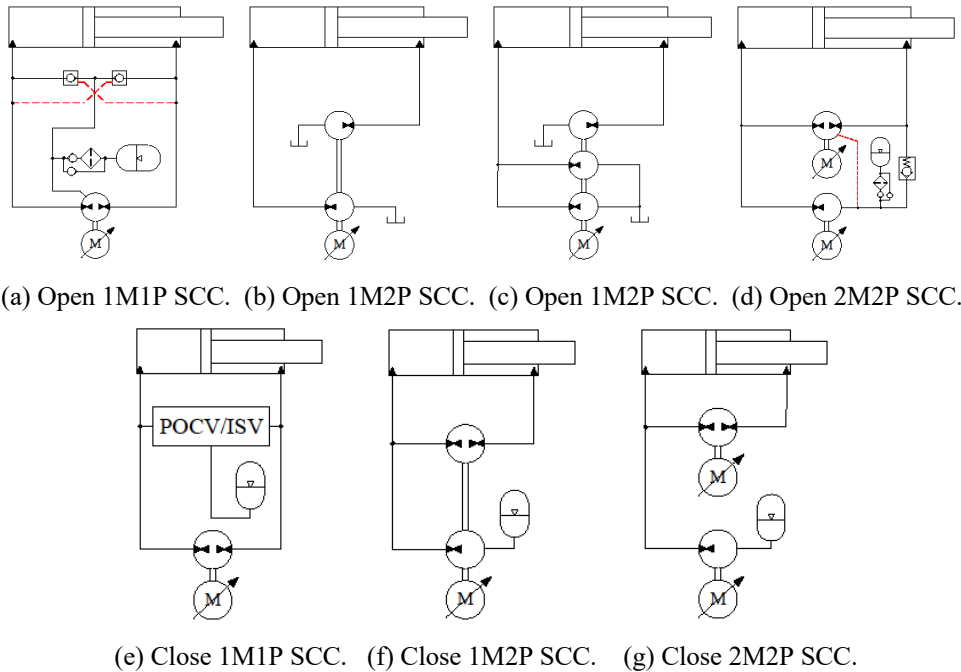 M
M
M
M
M
(a) Open 1M1P SCC. (b) Open 1M2P SCC. (c) Open 1M2P SCC. (d) Open 2M2P SCC.
POCV/ISV
M
M
M
M
(e) Close 1M1P SCC. (f) Close 1M2P SCC. (g) Close 2M2P SCC.